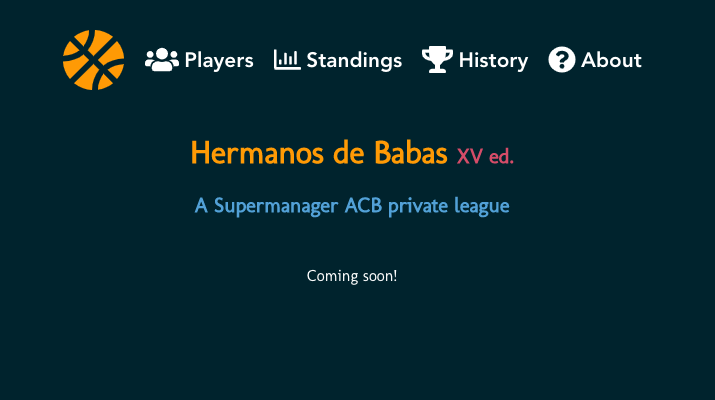 Players Standings History About
Hermanos de Babas XV ed.
A Supermanager ACB private league
Coming soon!